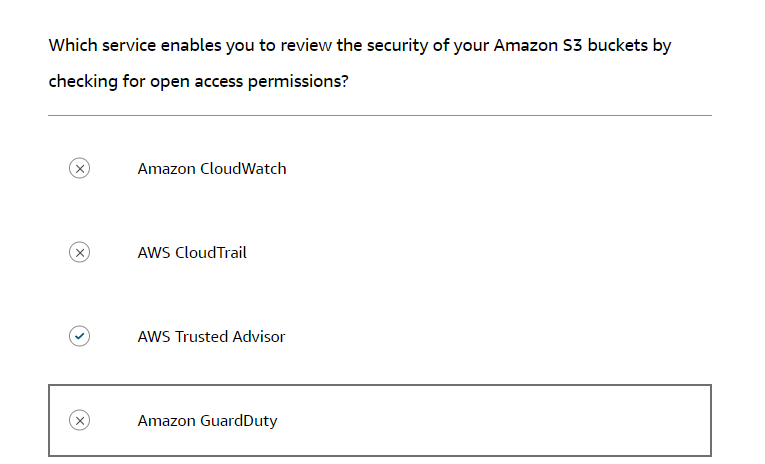 Which service enables you to review the security of your Amazon S3 buckets by
checking for open access permissions?
Amazon CloudWatch
AWS CloudTrail
AWS Trusted Advisor
Amazon GuardDuty